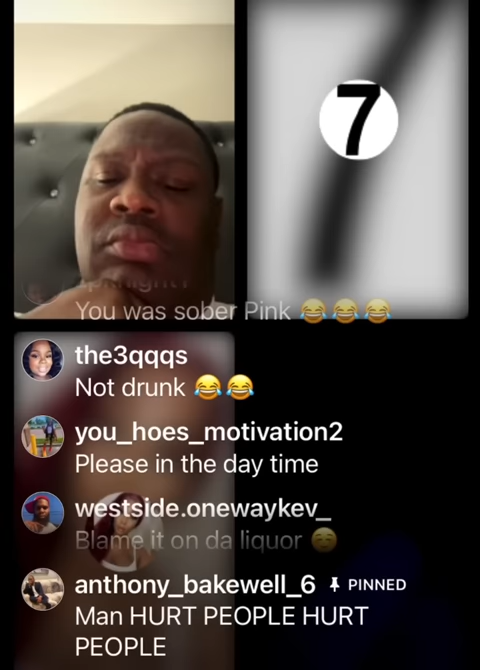 7
You was sober Pink 😂😂😂
the3qqqs
Not drunk 😂😂
you_hoes_motivation2
Please in the day time
westside.onewaykev_
Blame it on da liquor ☺️
anthony_bakewell_6 PINNED
Man HURT PEOPLE HURT
PEOPLE